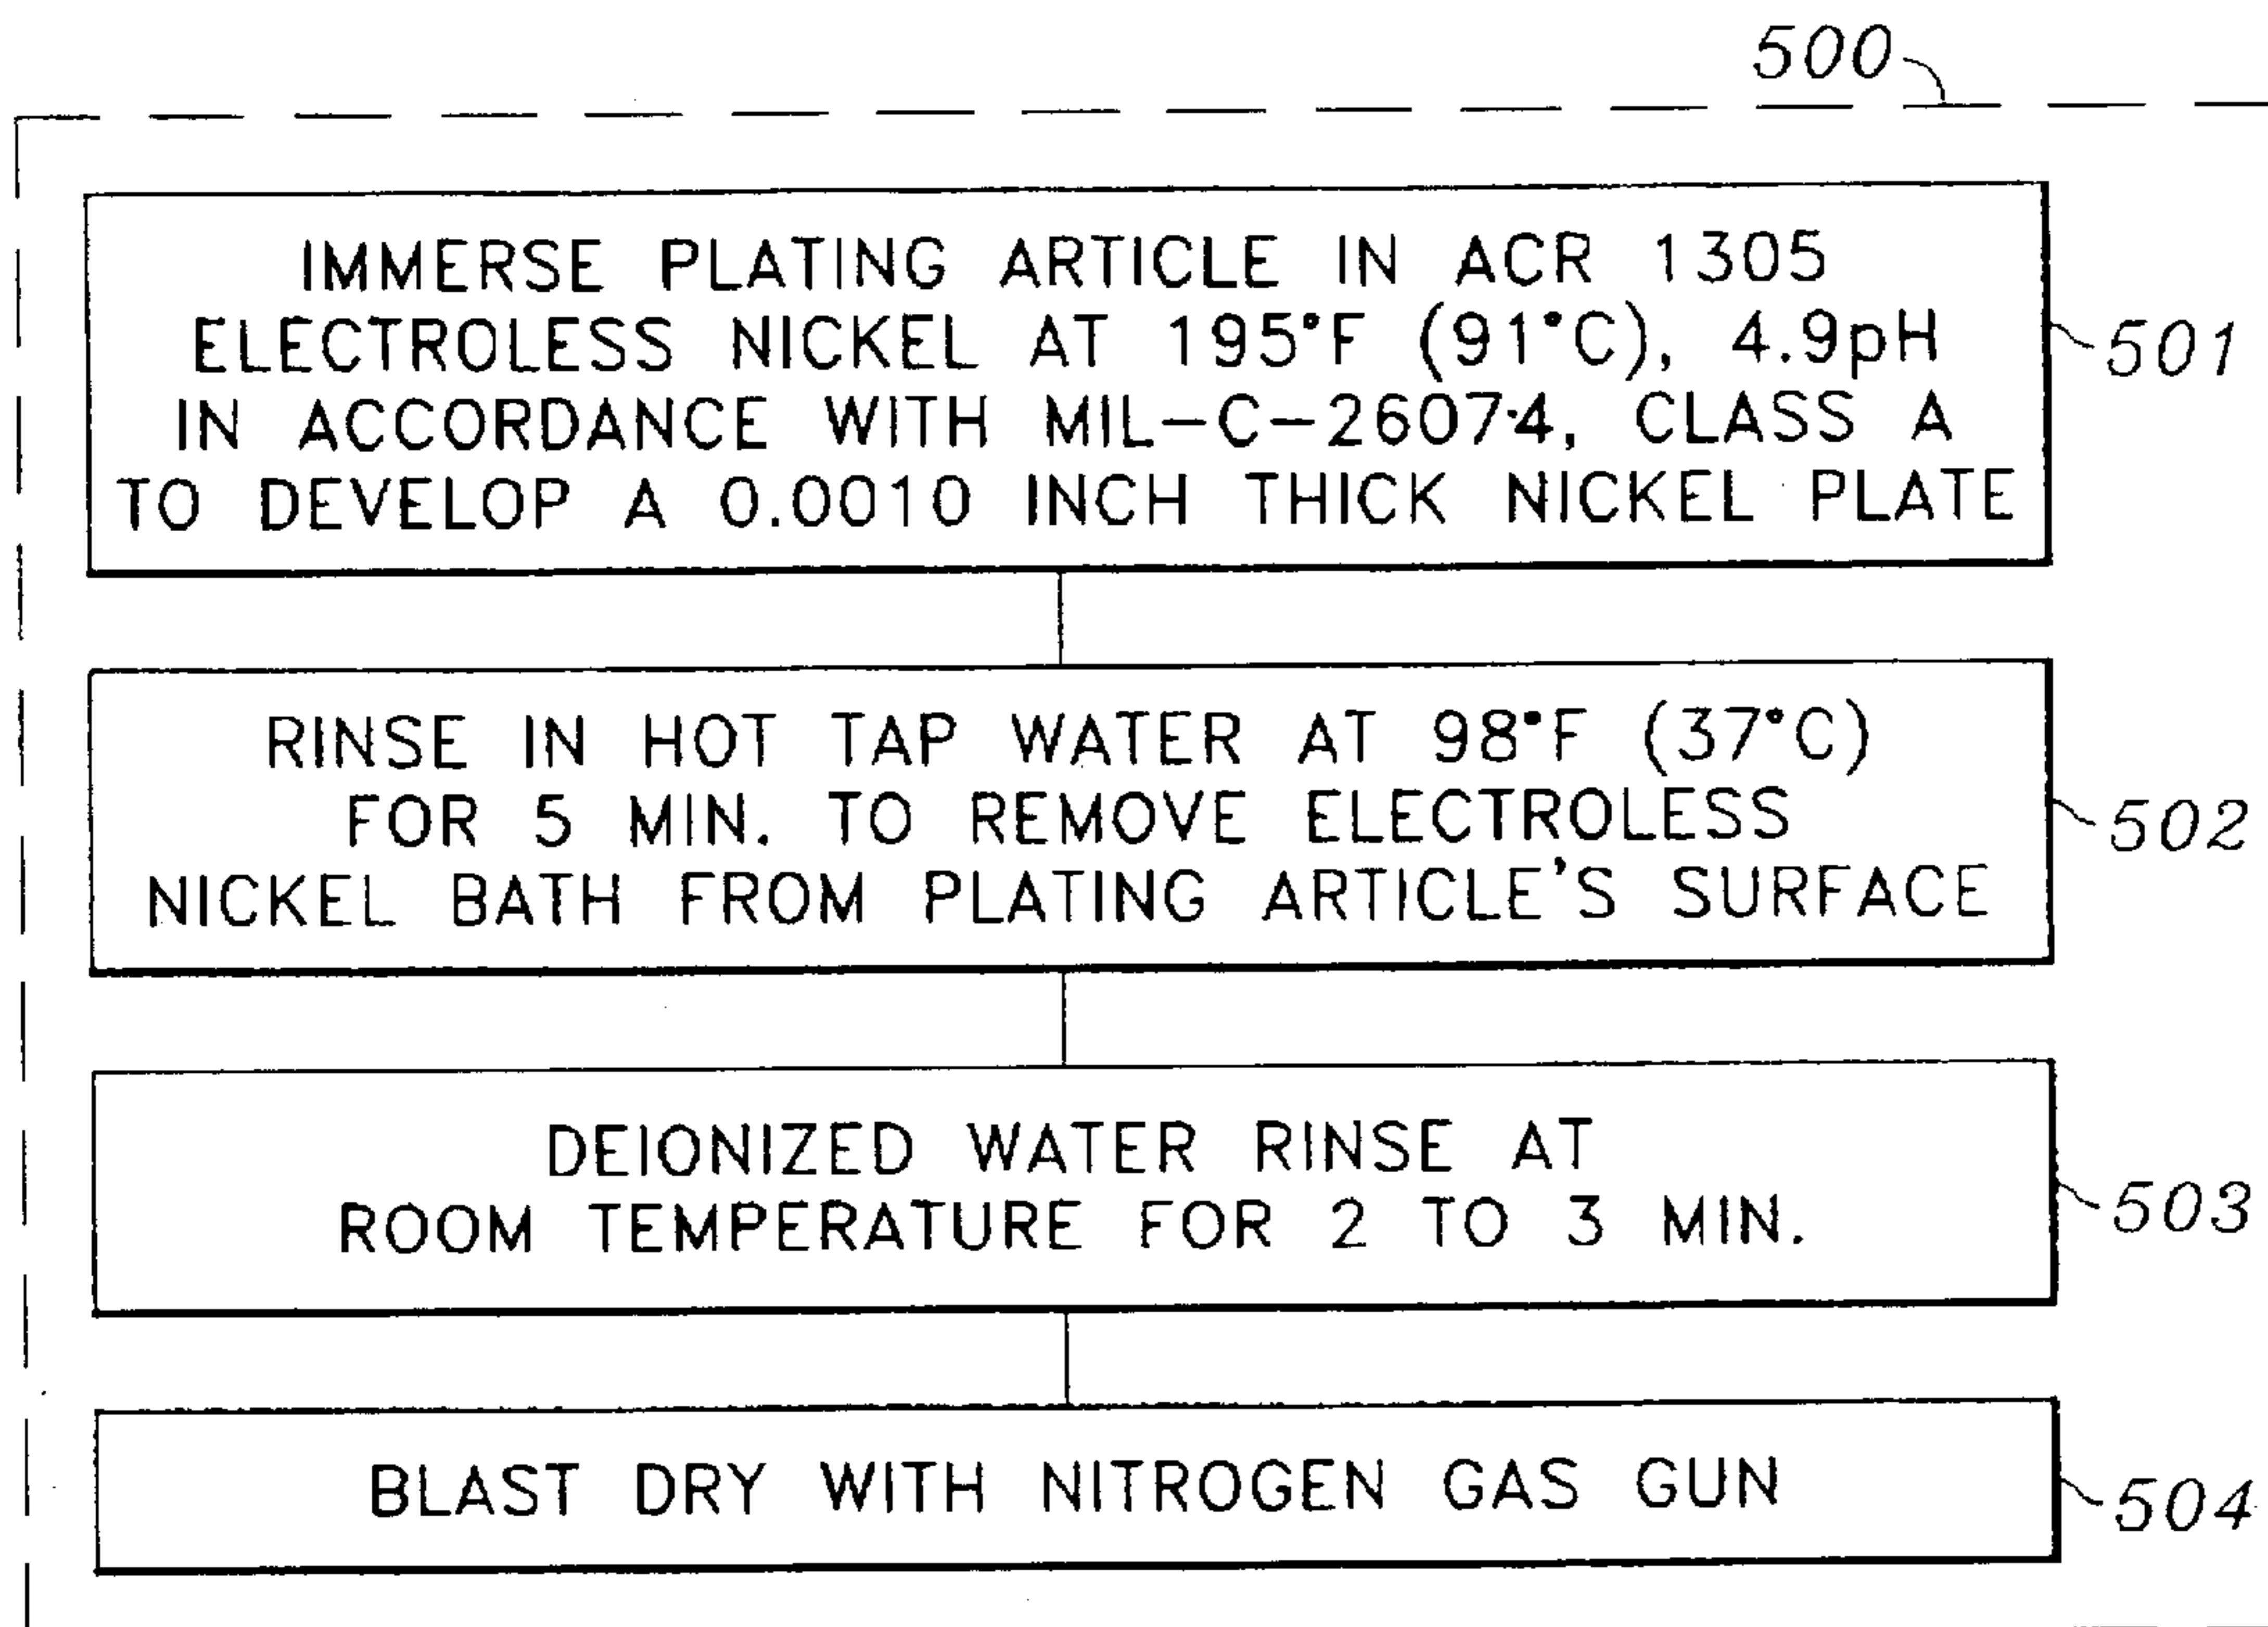 500
IMMERSE PLATING ARTICLE IN ACR 1305
ELECTROLESS NICKEL AT 195°F (91°C), 4.9pH
IN ACCORDANCE WITH MIL-C-26074, CLASS A
TO DEVELOP A 0.0010 INCH THICK NICKEL PLATE
501
RINSE IN HOT TAP WATER AT 98°F (37°C)
FOR 5 MIN. TO REMOVE ELECTROLESS
NICKEL BATH FROM PLATING ARTICLE'S SURFACE
502
DEIONIZED WATER RINSE AT
ROOM TEMPERATURE FOR 2 TO 3 MIN.
503
BLAST DRY WITH NITROGEN GAS GUN
504